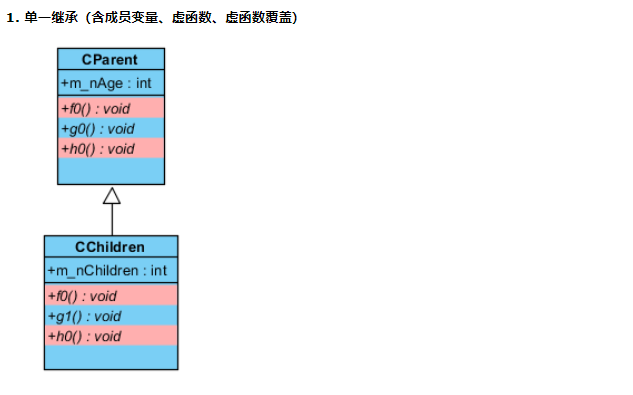 1. 单一继承（含成员变量、虚函数、虚函数覆盖)
CParent
+m_nAge : int
+f0() : void
+g0() : void
+h0() : void
CChildren
+m_nChildren : int
+f0() : void
+g1() : void
+h0() : void